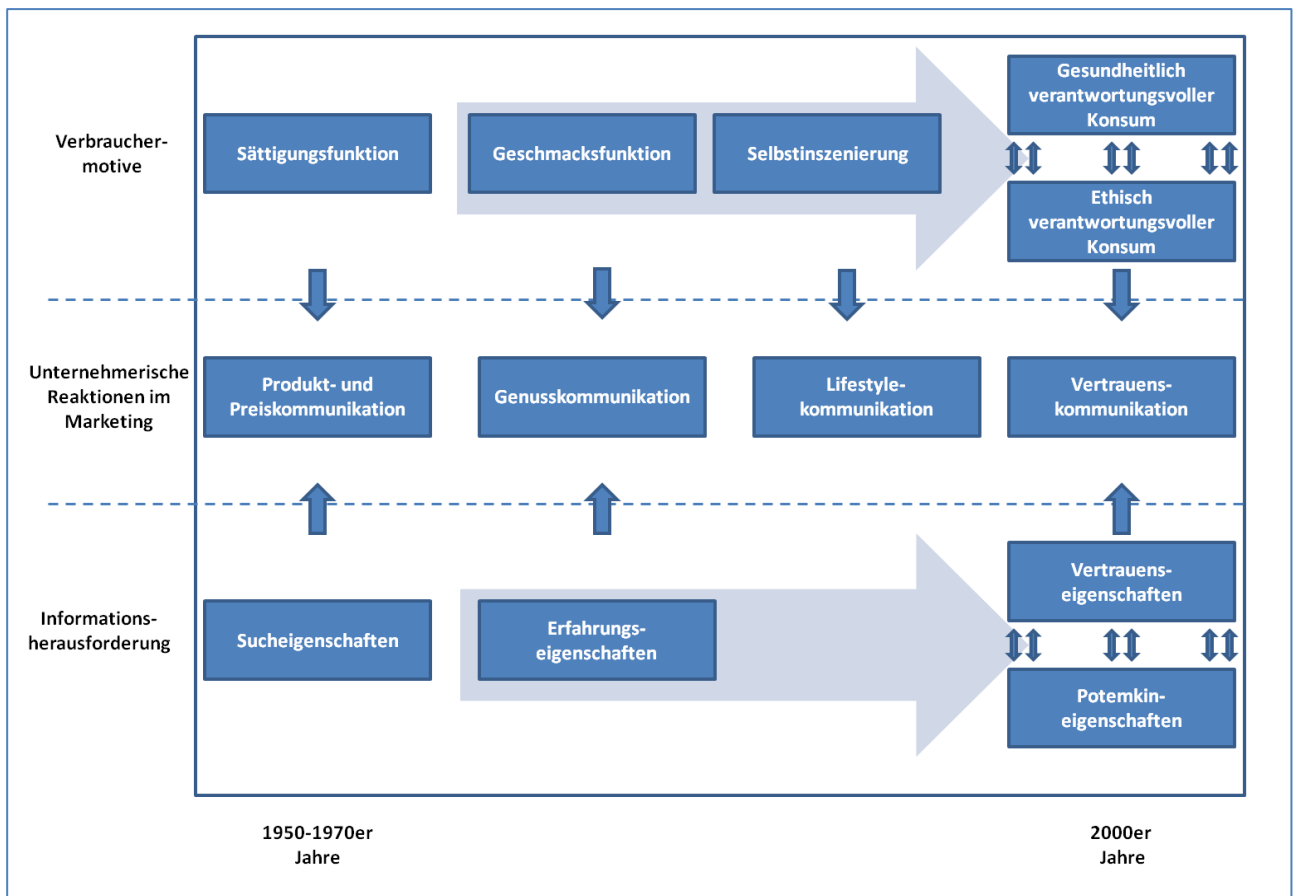 Verbraucher-
motive
Sättigungsfunktion
Geschmacksfunktion
Selbstinszenierung
Gesundheitlich
verantwortungsvoller
Konsum
Ethisch
verantwortungsvoller
Konsum
Unternehmerische
Reaktionen im
Marketing
Produkt- und
Preiskommunikation
Genusskommunikation
Lifestyle-
kommunikation
Vertrauens-
kommunikation
Informations-
herausforderung
Sucheigenschaften
Erfahrungs-
eigenschaften
Vertrauens-
eigenschaften
Potemkin-
eigenschaften
1950-1970er
Jahre
2000er
Jahre